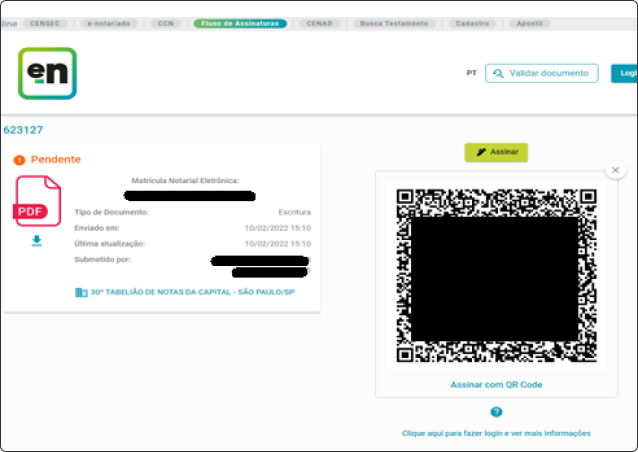 line CENSEC e-notariado CCN Fluxo de Assinaturas CENAD Busca Testamento Cadastro Apostil
en
PT Validar documento Logi
623127
Pendente
Assinar
PDF
Matrícula Notarial Eletrônica:
Tipo de Documento: Escritura
Enviado em: 10/02/2022 15:10
Última atualização: 10/02/2022 15:10
Submetido por:
30º TABELIÃO DE NOTAS DA CAPITAL - SÃO PAULO/SP
Assinar com QR Code
Clique aqui para fazer login e ver mais informações